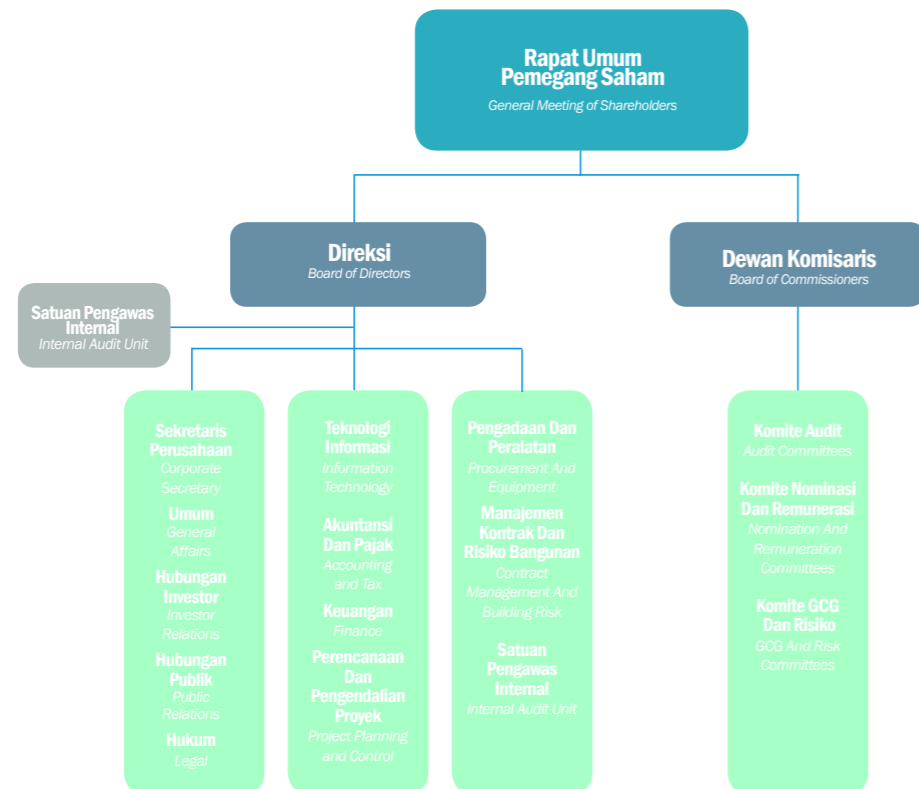 Rapat Umum
Pemegang Saham
General Meeting of Shareholders
Direksi
Board of Directors
Dewan Komisaris
Board of Commissioners
Satuan Pengawas
Internal
Internal Audit Unit
Sekretaris
Perusahaan
Corporate
Secretary
Umum
General
Affairs
Hubungan
Investor
Investor
Relations
Hubungan
Publik
Public
Relations
Hukum
Legal
Teknologi
Informasi
Information
Technology
Akuntansi
Dan Pajak
Accounting
and Tax
Keuangan
Finance
Perencanaan
Dan
Pengendalian
Proyek
Project Planning
and Control
Pengadaan Dan
Peralatan
Procurement And
Equipment
Manajemen
Kontrak Dan
Risiko Bangunan
Contract
Management And
Building Risk
Satuan
Pengawas
Internal
Internal Audit Unit
Komite Audit
Audit Committees
Komite Nominasi
Dan Remunerasi
Nomination And
Remuneration
Committees
Komite GCG
Dan Risiko
GCG And Risk
Committees